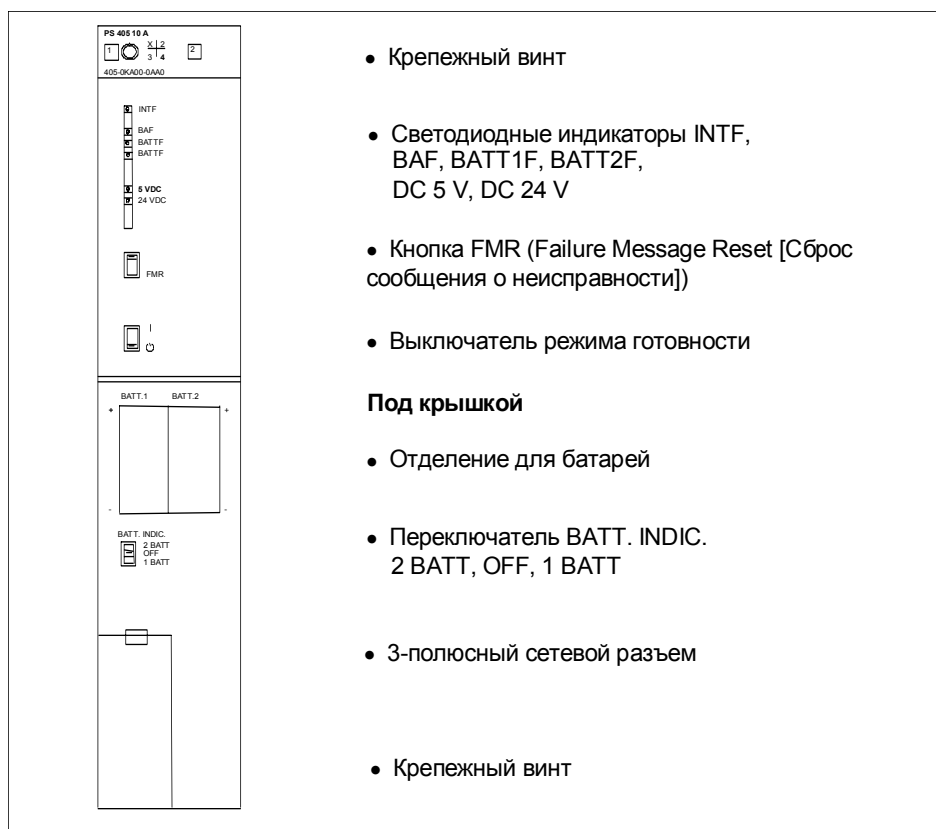 PS 405 10 A
1 X 2 2
3 4
405-0KA00-0AA0
INTF
BAF
BATTF
BATTF
5 VDC
24 VDC
FMR
I
BATT.1 BATT.2
+ +
- -
BATT. INDIC.
2 BATT
OFF
1 BATT
• Крепежный винт
• Светодиодные индикаторы INTF,
BAF, BATT1F, BATT2F,
DC 5 V, DC 24 V
• Кнопка FMR (Failure Message Reset [Сброс
сообщения о неисправности])
• Выключатель режима готовности
Под крышкой
• Отделение для батарей
• Переключатель BATT. INDIC.
2 BATT, OFF, 1 BATT
• 3-полюсный сетевой разъем
• Крепежный винт